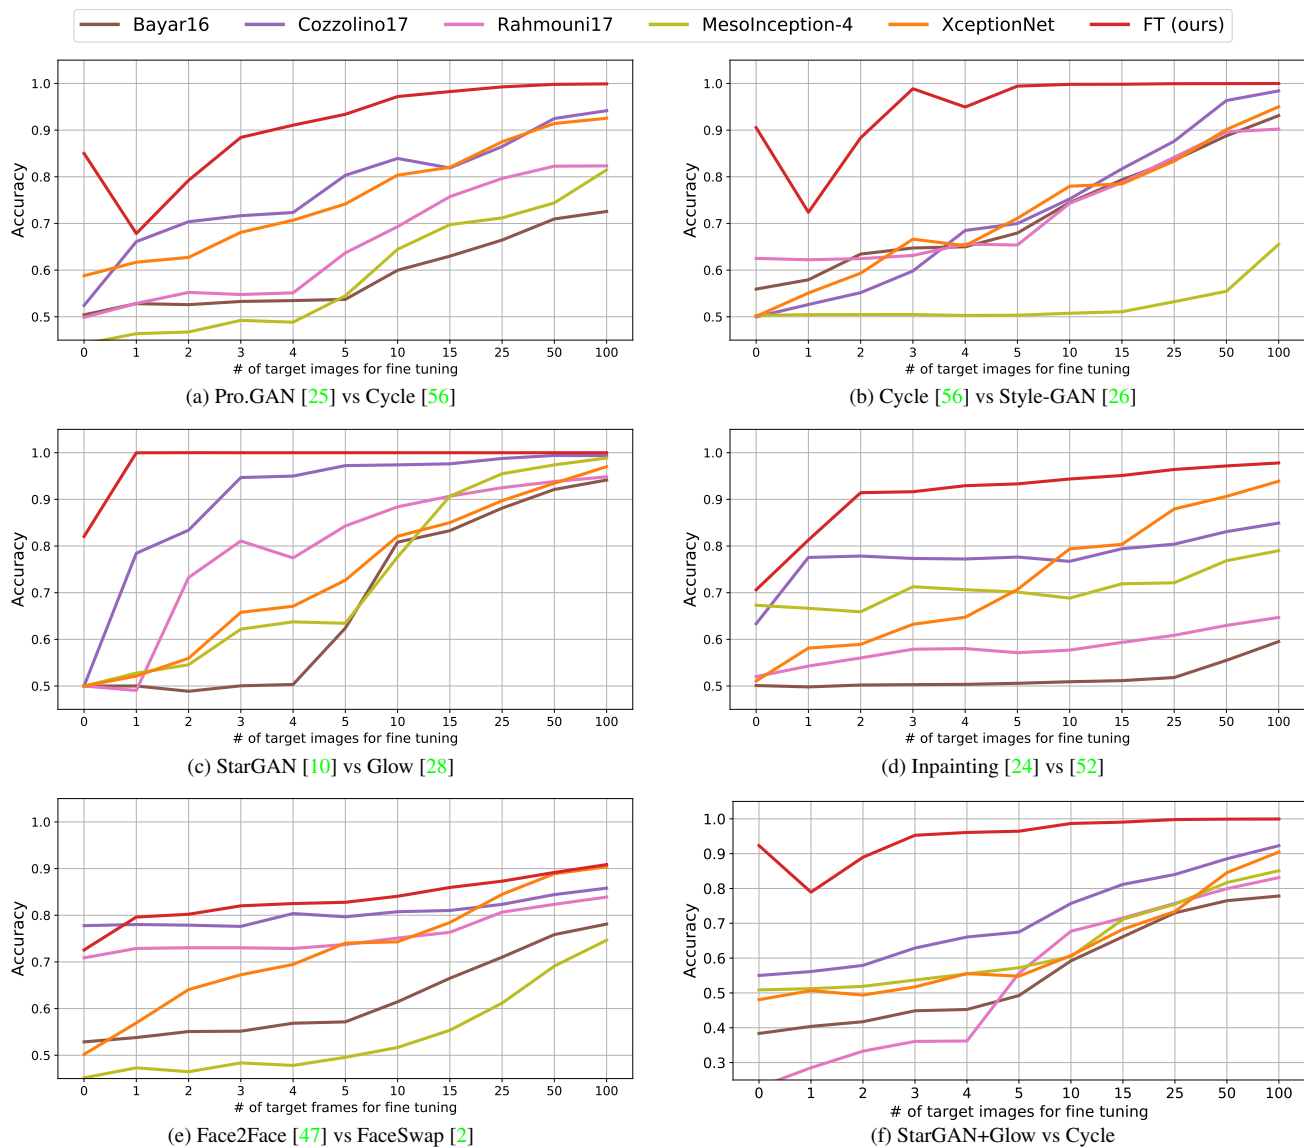 Bayar16 Cozzolino17 Rahmouni17 MesoInception-4 XceptionNet FT (ours)
1.0
0.9
0.8
0.7
0.6
0.5
Accuracy
0 1 2 3 4 5 10 15 25 50 100
# of target images for fine tuning
(a) Pro.GAN [25] vs Cycle [56]
1.0
0.9
0.8
0.7
0.6
0.5
Accuracy
0 1 2 3 4 5 10 15 25 50 100
# of target images for fine tuning
(b) Cycle [56] vs Style-GAN [26]
1.0
0.9
0.8
0.7
0.6
0.5
Accuracy
0 1 2 3 4 5 10 15 25 50 100
# of target images for fine tuning
(c) StarGAN [10] vs Glow [28]
1.0
0.9
0.8
0.7
0.6
0.5
Accuracy
0 1 2 3 4 5 10 15 25 50 100
# of target images for fine tuning
(d) Inpainting [24] vs [52]
1.0
0.9
0.8
0.7
0.6
0.5
Accuracy
0 1 2 3 4 5 10 15 25 50 100
# of target frames for fine tuning
(e) Face2Face [47] vs FaceSwap [2]
1.0
0.9
0.8
0.7
0.6
0.5
0.4
0.3
Accuracy
0 1 2 3 4 5 10 15 25 50 100
# of target images for fine tuning
(f) StarGAN+Glow vs Cycle